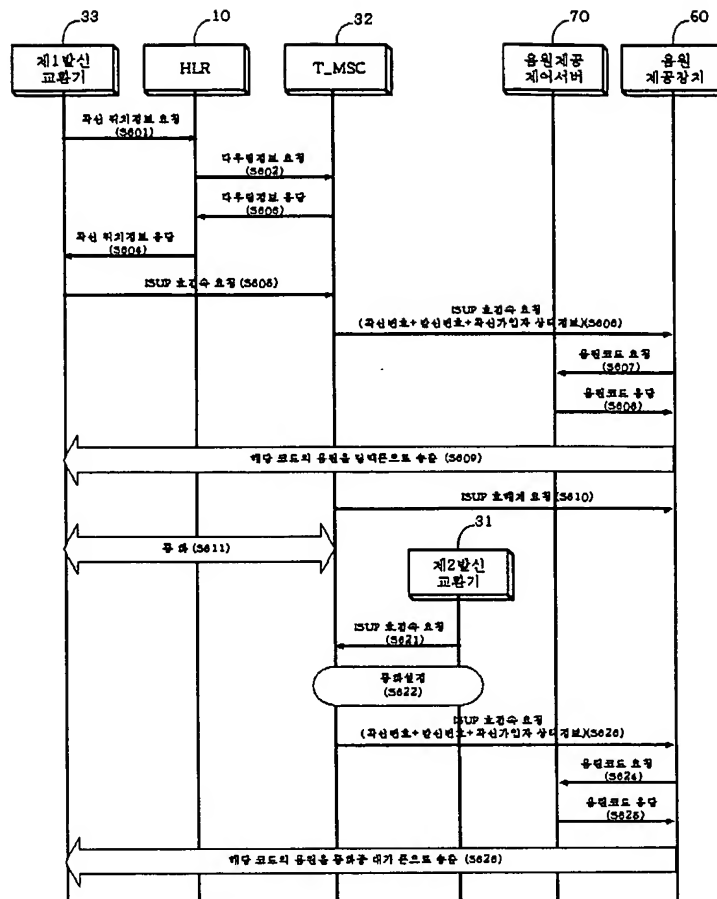 33
10
32
70
60
제1발신
교환기
HLR
T_MSC
음원제공
제어서버
음원
제공장치
착신 위치정보 요청
(S601)
라우팅정보 요청
(S602)
라우팅정보 응답
(S603)
착신 위치정보 응답
(S604)
ISUP 호접속 요청 (S605)
ISUP 호접속 요청
(착신번호+발신번호+착신가입자 상태정보)(S606)
음원코드 요청
(S607)
음원코드 응답
(S608)
해당 코드의 음원을 링백톤으로 송출 (S609)
ISUP 호해제 요청 (S610)
통화 (S611)
31
제2발신
교환기
ISUP 호접속 요청
(S621)
통화설정
(S622)
ISUP 호접속 요청
(착신번호+발신번호+착신가입자 상태정보)(S623)
음원코드 요청
(S624)
음원코드 응답
(S625)
해당 코드의 음원을 통화중 대기 톤으로 송출 (S626)